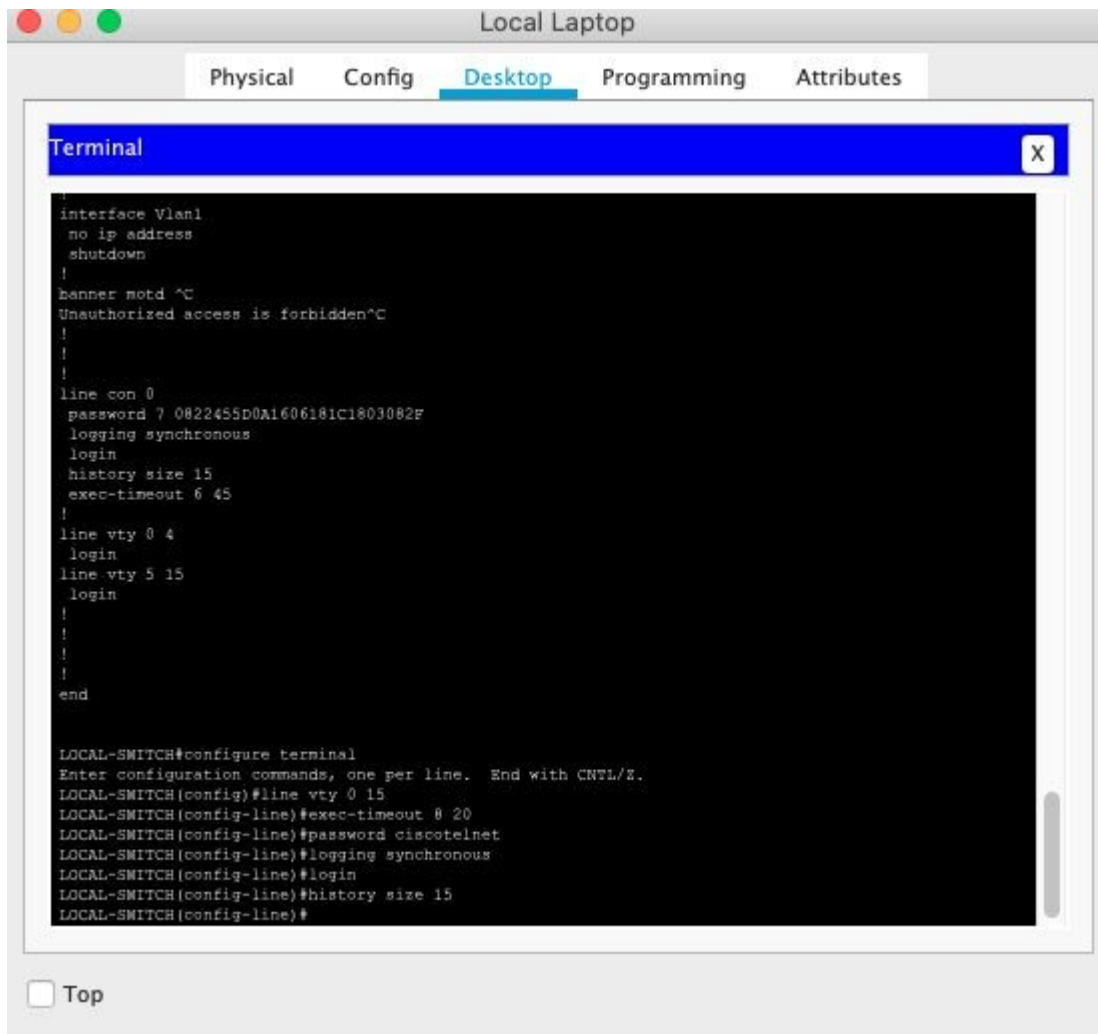 Local Laptop
Physical Config Desktop Programming Attributes
Terminal
X
!
interface Vlan1
no ip address
shutdown
!
banner motd ^C
Unauthorized access is forbidden^C
!
!
!
line con 0
password 7 0822455D0A1606181C1803082F
logging synchronous
login
history size 15
exec-timeout 6 45
!
line vty 0 4
login
line vty 5 15
login
!
!
!
!
end
LOCAL-SWITCH#configure terminal
Enter configuration commands, one per line. End with CNTL/Z.
LOCAL-SWITCH(config)#line vty 0 15
LOCAL-SWITCH(config-line)#exec-timeout 8 20
LOCAL-SWITCH(config-line)#password ciscotelnet
LOCAL-SWITCH(config-line)#logging synchronous
LOCAL-SWITCH(config-line)#login
LOCAL-SWITCH(config-line)#history size 15
LOCAL-SWITCH(config-line)#
Top